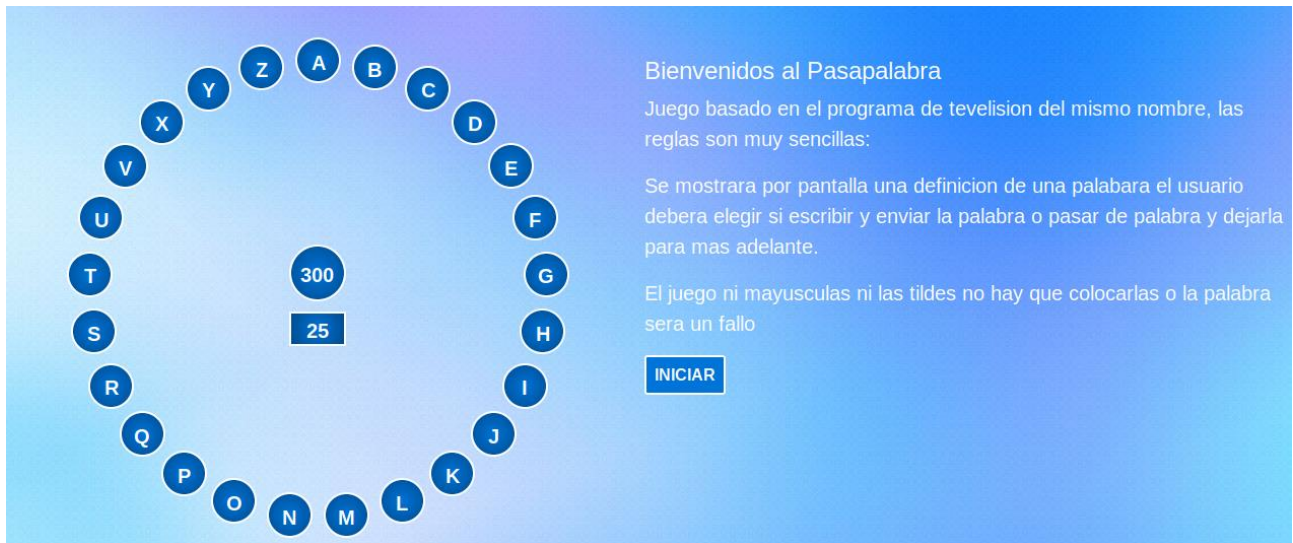 A
B
C
D
E
F
G
H
I
J
K
L
M
N
O
P
Q
R
S
T
U
V
X
Y
Z
300
25
Bienvenidos al Pasapalabra
Juego basado en el programa de tevelision del mismo nombre, las
reglas son muy sencillas:
Se mostrara por pantalla una definicion de una palabara el usuario
debera elegir si escribir y enviar la palabra o pasar de palabra y dejarla
para mas adelante.
El juego ni mayusculas ni las tildes no hay que colocarlas o la palabra
sera un fallo
INICIAR